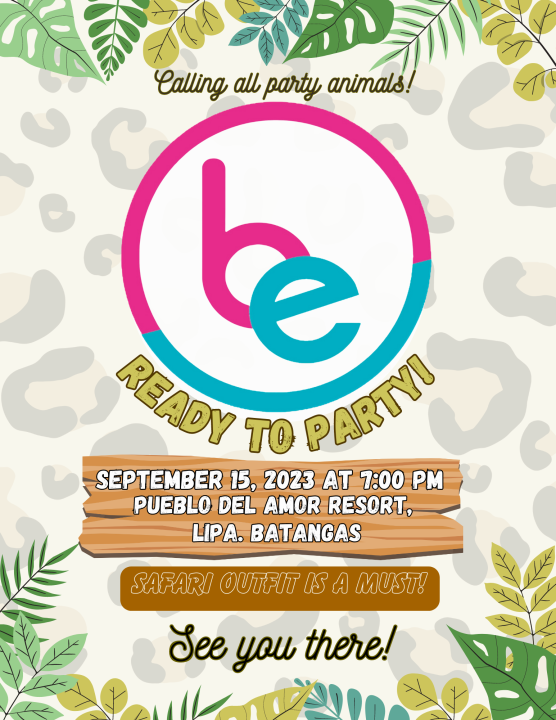 Calling all party animals!
be
READY TO PARTY!
SEPTEMBER 15, 2023 AT 7:00 PM
PUEBLO DEL AMOR RESORT,
LIPA. BATANGAS
SAFARI OUTFIT IS A MUST!
See you there!